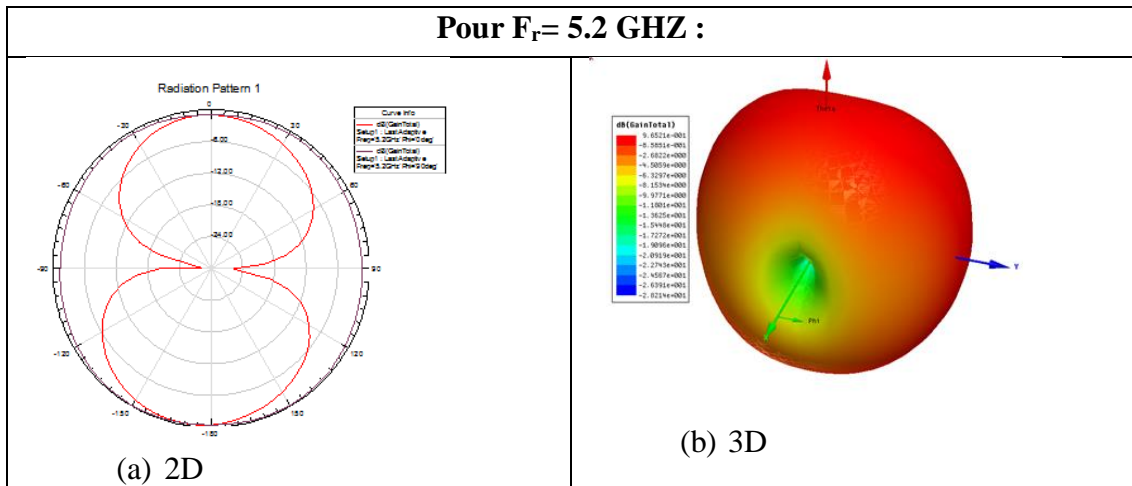 Pour Fr= 5.2 GHZ :
Radiation Pattern 1
0
-30
30
-60
60
-90
90
-120
120
-150
150
-180
-6.00
-12.00
-18.00
-24.00
Curve Info
dB(GainTotal)
Setup1 : LastAdaptive
Freq='5.2GHz' Phi='0deg'
dB(GainTotal)
Setup1 : LastAdaptive
Freq='5.2GHz' Phi='90deg'
(a) 2D
dB(GainTotal)
9.6521e-001
-8.5881e-001
-2.6822e+000
-4.5059e+000
-6.3297e+000
-8.1534e+000
-9.9771e+000
-1.1801e+001
-1.3625e+001
-1.5448e+001
-1.7272e+001
-1.9096e+001
-2.0919e+001
-2.2743e+001
-2.4567e+001
-2.6391e+001
-2.8214e+001
Theta
Y
Phi
(b) 3D